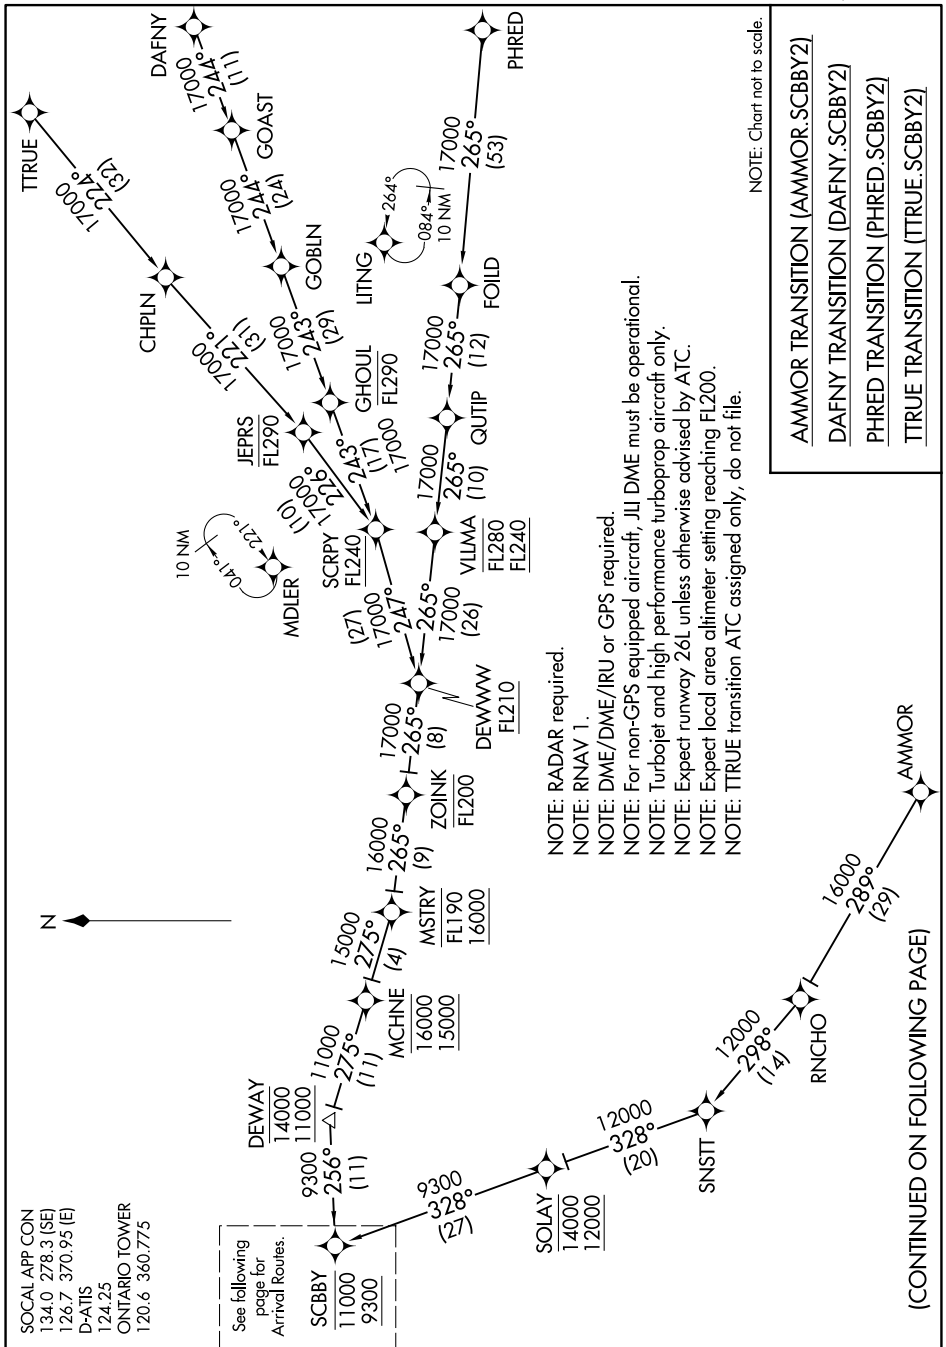 SOCAL APP CON
134.0 278.3 (SE)
126.7 370.95 (E)
D-ATIS
124.25
ONTARIO TOWER
120.6 360.775
N
See following
page for
Arrival Routes.
SCBBY
11000
9300
9300
256°
(11)
DEWAY
14000
11000
11000
275°
(11)
MCHNE
16000
15000
15000
275°
(4)
MSTRY
FL190
16000
16000
265°
(9)
ZOINK
FL200
17000
265°
(8)
DEWWW
FL210
(27)
17000
247°
SCRPY
FL240
265°
17000
(26)
VLLMA
FL280
FL240
MDLER
10 NM
041°
221°
(10)
17000
226°
JEPRS
FL290
17000
221°
(31)
CHPLN
17000
224°
(32)
TTRUE
243°
(17)
17000
GHOUL
FL290
17000
243°
(29)
GOBLN
17000
244°
(24)
GOAST
17000
244°
(11)
DAFNY
LITNG
264°
084°
10 NM
17000
265°
(10)
QUTIP
17000
265°
(12)
FOILD
17000
265°
(53)
PHRED
9300
328°
(27)
SOLAY
14000
12000
12000
328°
(20)
SNSTT
12000
298°
(14)
RNCHO
16000
289°
(29)
AMMOR
NOTE: RADAR required.
NOTE: RNAV 1.
NOTE: DME/DME/IRU or GPS required.
NOTE: For non-GPS equipped aircraft, JLI DME must be operational.
NOTE: Turbojet and high performance turboprop aircraft only.
NOTE: Expect runway 26L unless otherwise advised by ATC.
NOTE: Expect local area altimeter setting reaching FL200.
NOTE: TTRUE transition ATC assigned only, do not file.
NOTE: Chart not to scale.
AMMOR TRANSITION (AMMOR.SCBBY2)
DAFNY TRANSITION (DAFNY.SCBBY2)
PHRED TRANSITION (PHRED.SCBBY2)
TTRUE TRANSITION (TTRUE.SCBBY2)
(CONTINUED ON FOLLOWING PAGE)